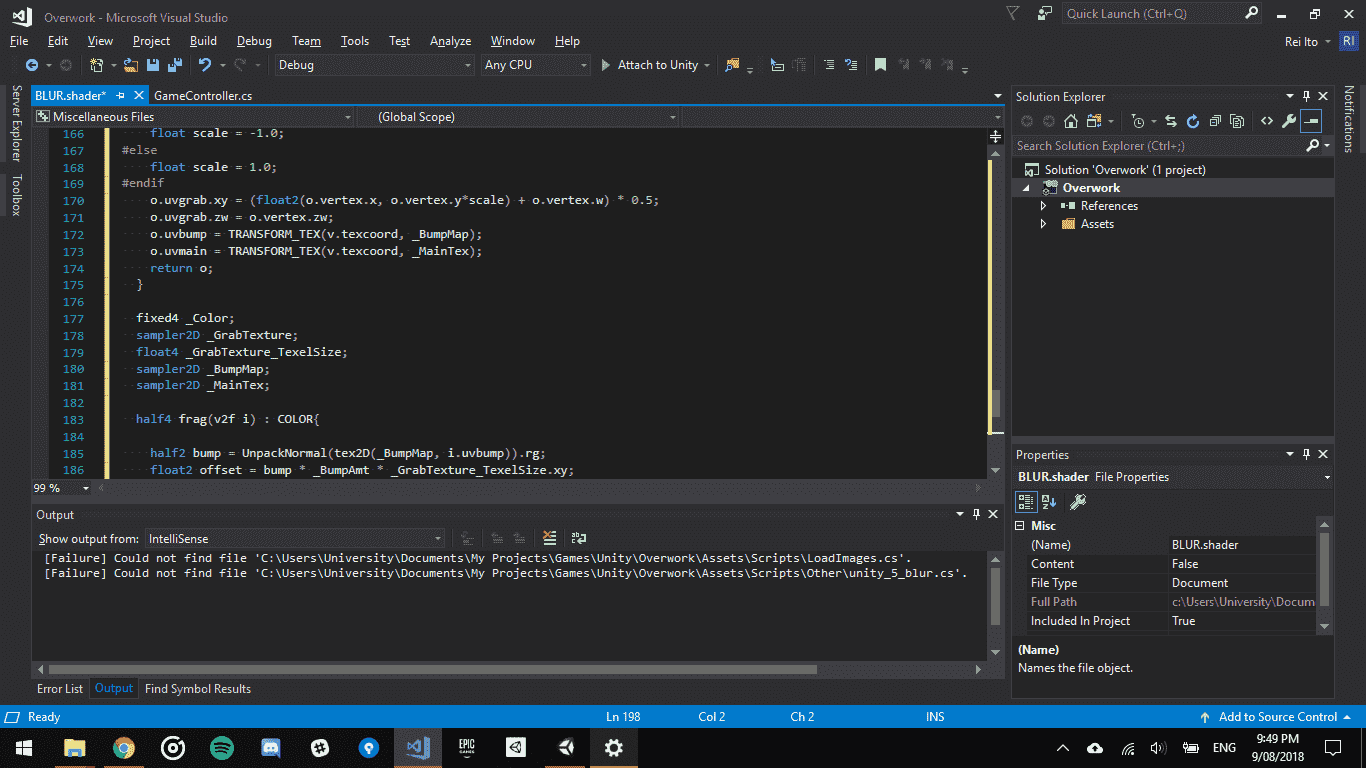 Overwork - Microsoft Visual Studio
Quick Launch (Ctrl+Q)
File Edit View Project Build Debug Team Tools Test Analyze Window Help
Rei Ito RI
Debug Any CPU Attach to Unity
Server Explorer
Toolbox
BLUR.shader* GameController.cs
Miscellaneous Files (Global Scope)
166 float scale = -1.0;
167 #else
168 float scale = 1.0;
169 #endif
170 o.uvgrab.xy = (float2(o.vertex.x, o.vertex.y*scale) + o.vertex.w) * 0.5;
171 o.uvgrab.zw = o.vertex.zw;
172 o.uvbump = TRANSFORM_TEX(v.texcoord, _BumpMap);
173 o.uvmain = TRANSFORM_TEX(v.texcoord, _MainTex);
174 return o;
175 }
176
177 fixed4 _Color;
178 sampler2D _GrabTexture;
179 float4 _GrabTexture_TexelSize;
180 sampler2D _BumpMap;
181 sampler2D _MainTex;
182
183 half4 frag(v2f i) : COLOR{
184
185 half2 bump = UnpackNormal(tex2D(_BumpMap, i.uvbump)).rg;
186 float2 offset = bump * _BumpAmt * _GrabTexture_TexelSize.xy;
99 %
Output
Show output from: IntelliSense
[Failure] Could not find file 'C:\Users\University\Documents\My Projects\Games\Unity\Overwork\Assets\Scripts\LoadImages.cs'.
[Failure] Could not find file 'C:\Users\University\Documents\My Projects\Games\Unity\Overwork\Assets\Scripts\Other\unity_5_blur.cs'.
Error List Output Find Symbol Results
Solution Explorer
Search Solution Explorer (Ctrl+;)
Solution 'Overwork' (1 project)
Overwork
References
Assets
Notifications
Properties
BLUR.shader File Properties
Misc
(Name) BLUR.shader
Content False
File Type Document
Full Path c:\Users\University\Docum
Included In Project True
(Name)
Names the file object.
Ready Ln 198 Col 2 Ch 2 INS Add to Source Control
EPIC GAMES
ENG
9:49 PM
9/08/2018